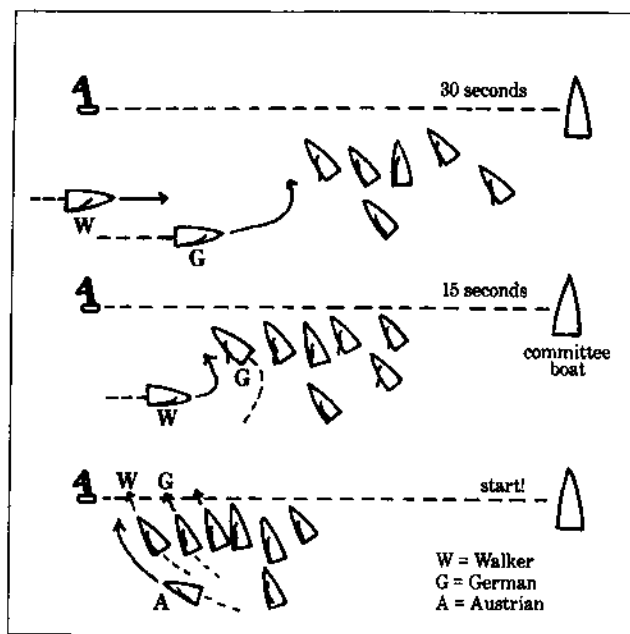 30 seconds
W
G
15 seconds
G
W
committee
boat
W G
start!
A
W = Walker
G = German
A = Austrian